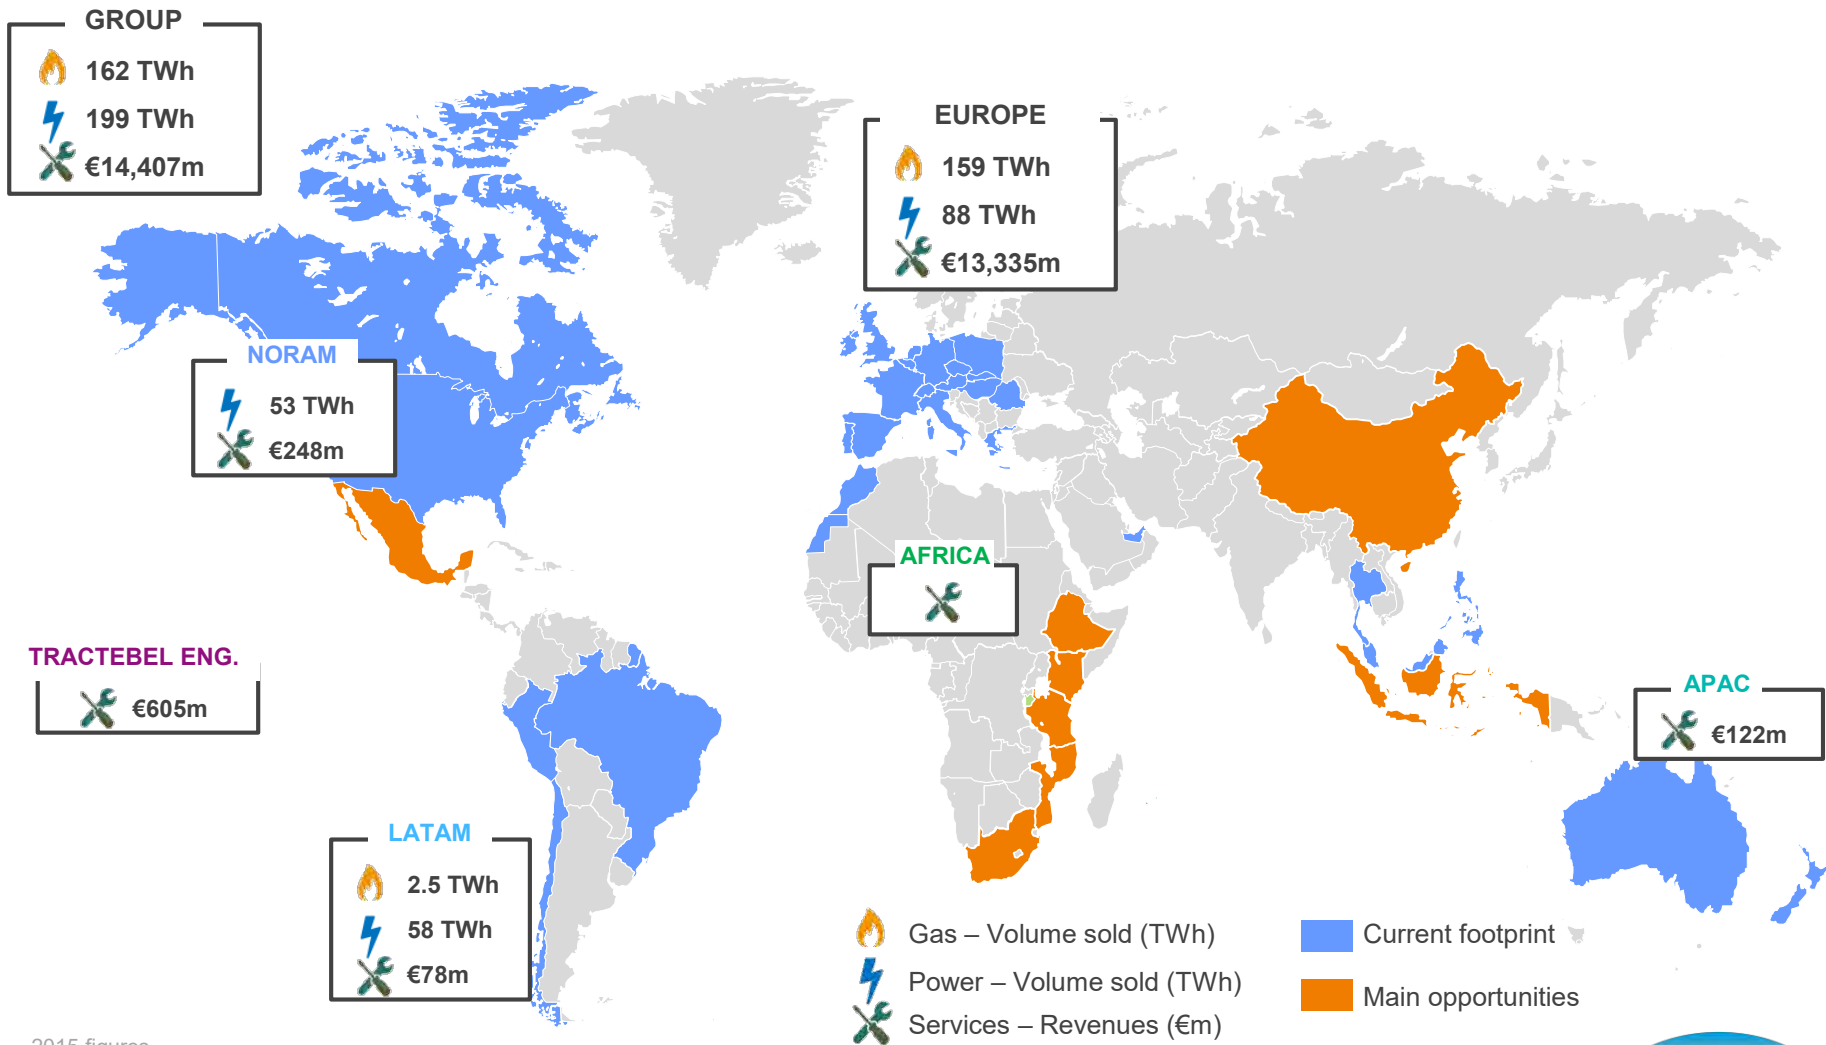 GROUP
162 TWh
199 TWh
€14,407m
EUROPE
159 TWh
88 TWh
€13,335m
NORAM
53 TWh
€248m
AFRICA
TRACTEBEL ENG.
€605m
APAC
€122m
LATAM
2.5 TWh
58 TWh
€78m
Gas – Volume sold (TWh)
Power – Volume sold (TWh)
Services – Revenues (€m)
Current footprint
Main opportunities
2015 figures